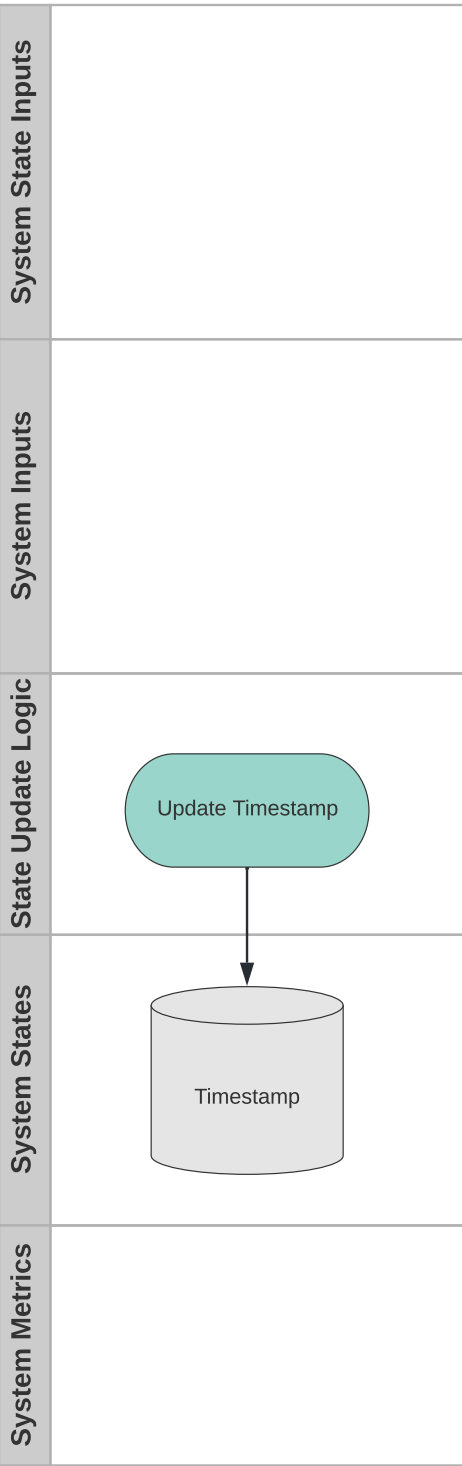 System State Inputs
System Inputs
State Update Logic
Update Timestamp
System States
Timestamp
System Metrics